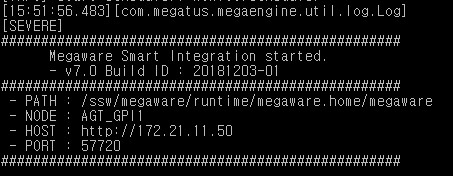 [15:51:56.483][com.megatus.megaengine.util.log.Log]
[SEVERE]
##################################################
Megaware Smart Integration started.
- v7.0 Build ID : 20181203-01
##################################################
- PATH : /ssw/megaware/runtime/megaware.home/megaware
- NODE : AGT_GPI1
- HOST : http://172.21.11.50
- PORT : 57720
##################################################